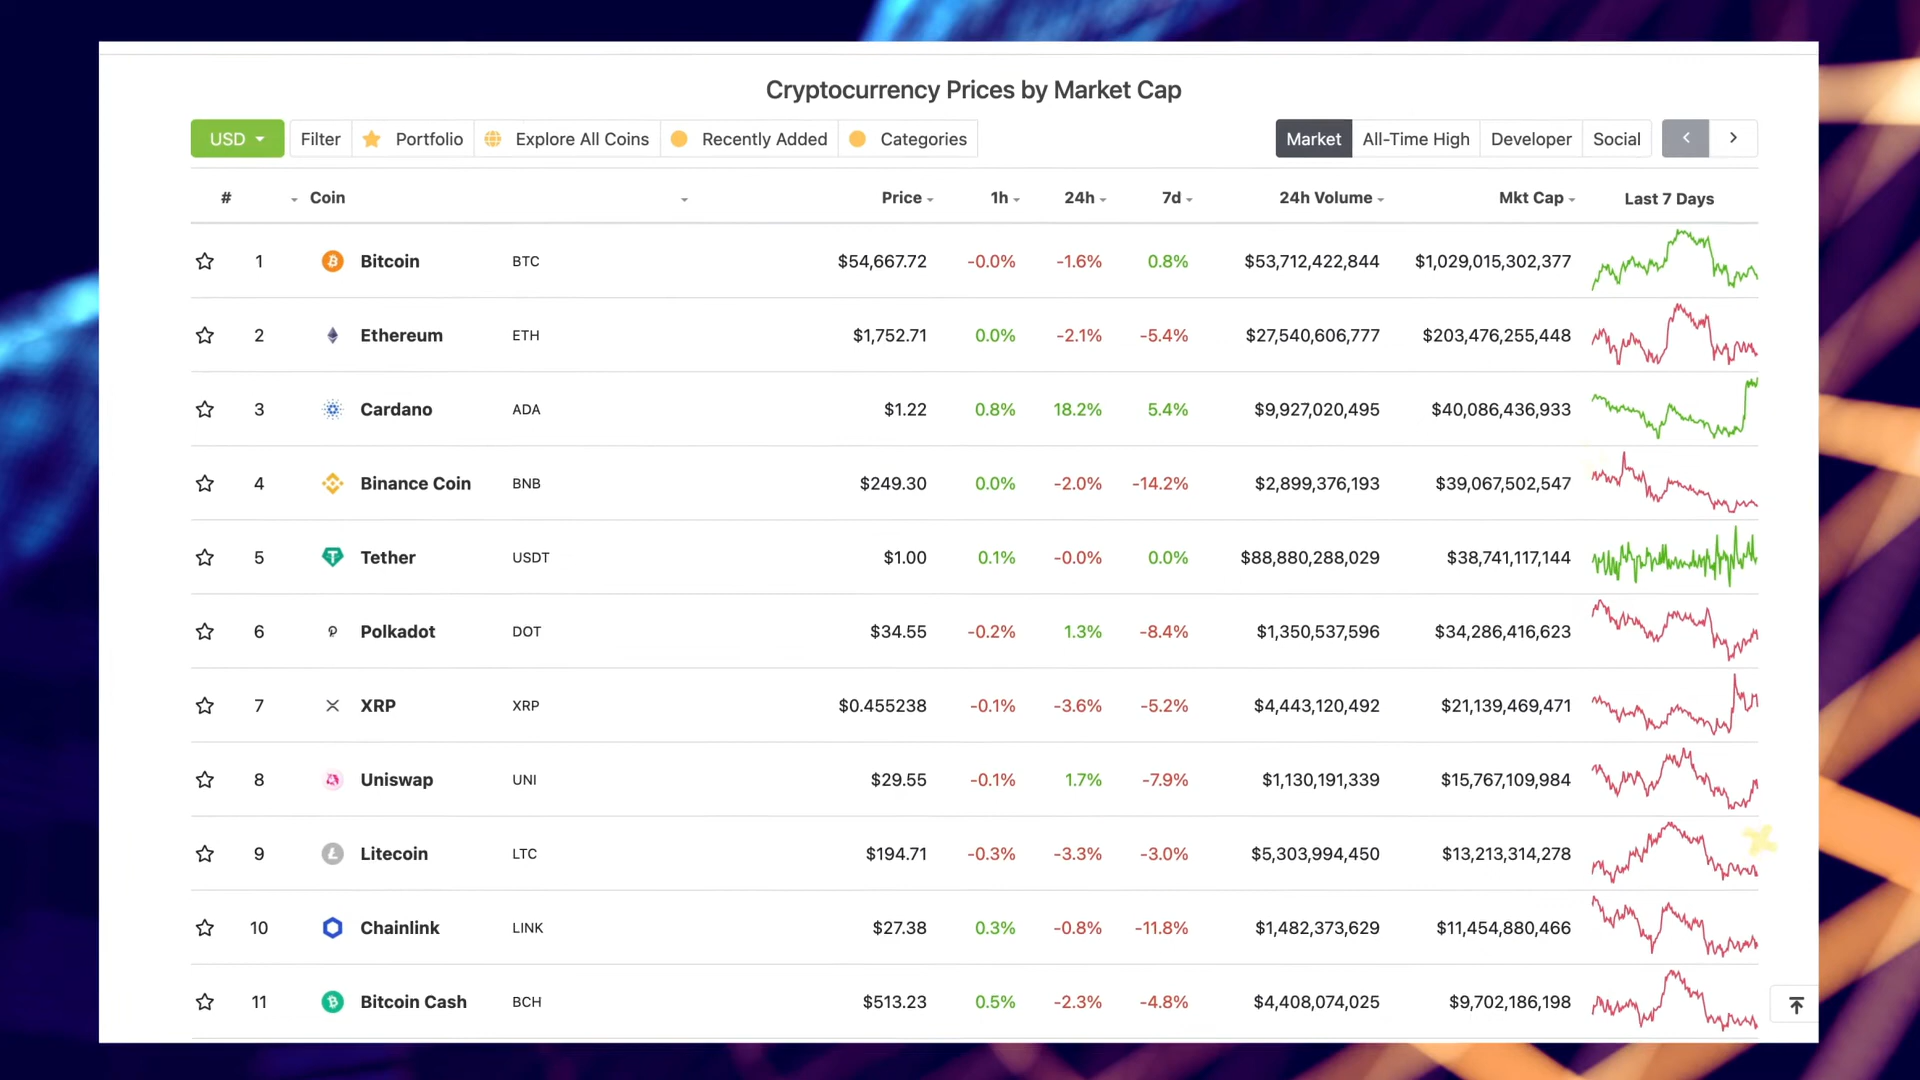 Cryptocurrency Prices by Market Cap
USD Filter Portfolio Explore All Coins Recently Added Categories Market All-Time High Developer Social
# Coin Price 1h 24h 7d 24h Volume Mkt Cap Last 7 Days
1 Bitcoin BTC $54,667.72 -0.0% -1.6% 0.8% $53,712,422,844 $1,029,015,302,377
2 Ethereum ETH $1,752.71 0.0% -2.1% -5.4% $27,540,606,777 $203,476,255,448
3 Cardano ADA $1.22 0.8% 18.2% 5.4% $9,927,020,495 $40,086,436,933
4 Binance Coin BNB $249.30 0.0% -2.0% -14.2% $2,899,376,193 $39,067,502,547
5 Tether USDT $1.00 0.1% -0.0% 0.0% $88,880,288,029 $38,741,117,144
6 Polkadot DOT $34.55 -0.2% 1.3% -8.4% $1,350,537,596 $34,286,416,623
7 XRP XRP $0.455238 -0.1% -3.6% -5.2% $4,443,120,492 $21,139,469,471
8 Uniswap UNI $29.55 -0.1% 1.7% -7.9% $1,130,191,339 $15,767,109,984
9 Litecoin LTC $194.71 -0.3% -3.3% -3.0% $5,303,994,450 $13,213,314,278
10 Chainlink LINK $27.38 0.3% -0.8% -11.8% $1,482,373,629 $11,454,880,466
11 Bitcoin Cash BCH $513.23 0.5% -2.3% -4.8% $4,408,074,025 $9,702,186,198